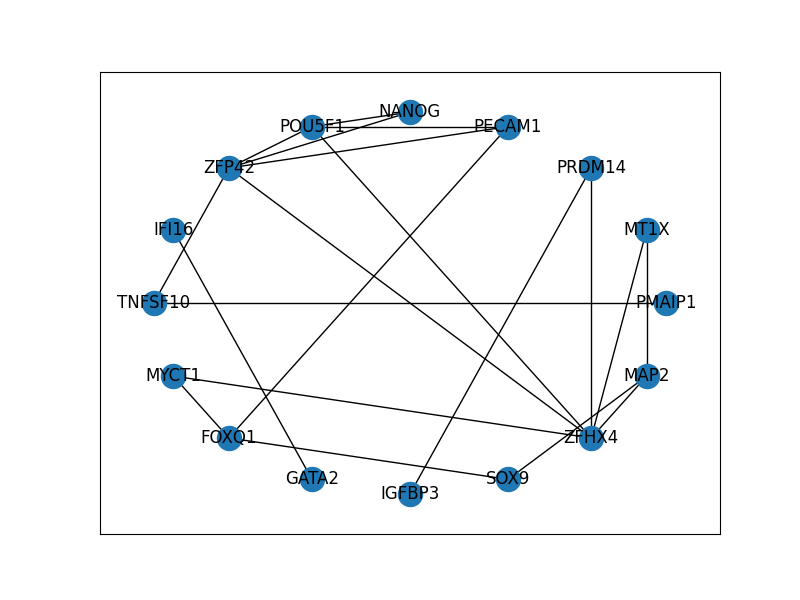 NANOG
POU5F1
PECAM1
ZFP42
PRDM14
IFI16
MT1X
TNFSF10
PMAIP1
MYCT1
MAP2
FOXQ1
ZFHX4
GATA2
SOX9
IGFBP3